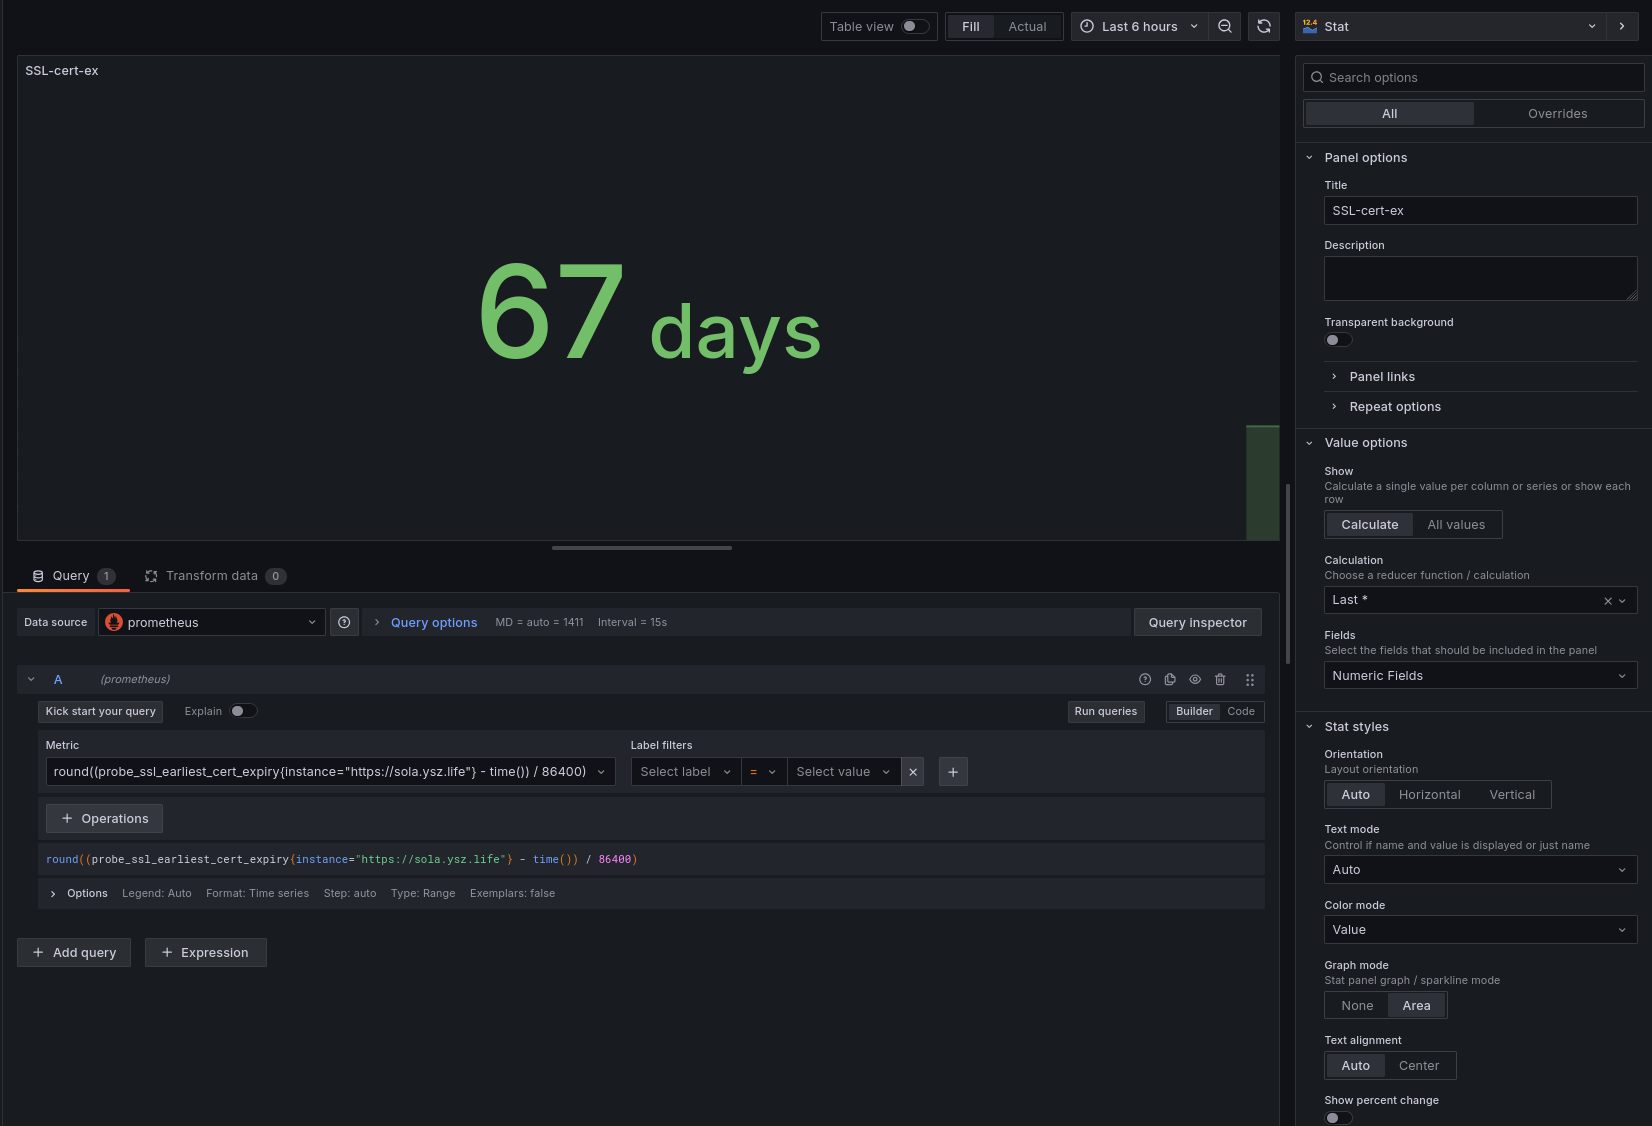 Table view
Fill
Actual
Last 6 hours
12.4
Stat
SSL-cert-ex
67 days
Search options
All
Overrides
Panel options
Title
SSL-cert-ex
Description
Transparent background
Panel links
Repeat options
Value options
Show
Calculate a single value per column or series or show each
row
Calculate
All values
Calculation
Choose a reducer function / calculation
Last *
Fields
Select the fields that should be included in the panel
Numeric Fields
Stat styles
Orientation
Layout orientation
Auto
Horizontal
Vertical
Text mode
Control if name and value is displayed or just name
Auto
Color mode
Value
Graph mode
Stat panel graph / sparkline mode
None
Area
Text alignment
Auto
Center
Show percent change
Query 1
Transform data 0
Data source
prometheus
Query options
MD = auto = 1411
Interval = 15s
Query inspector
A
(prometheus)
Kick start your query
Explain
Run queries
Builder
Code
Metric
Label filters
round((probe_ssl_earliest_cert_expiry{instance="https://sola.ysz.life"} - time()) / 86400)
Select label
=
Select value
Operations
round((probe_ssl_earliest_cert_expiry{instance="https://sola.ysz.life"} - time()) / 86400)
Options
Legend: Auto
Format: Time series
Step: auto
Type: Range
Exemplars: false
Add query
Expression